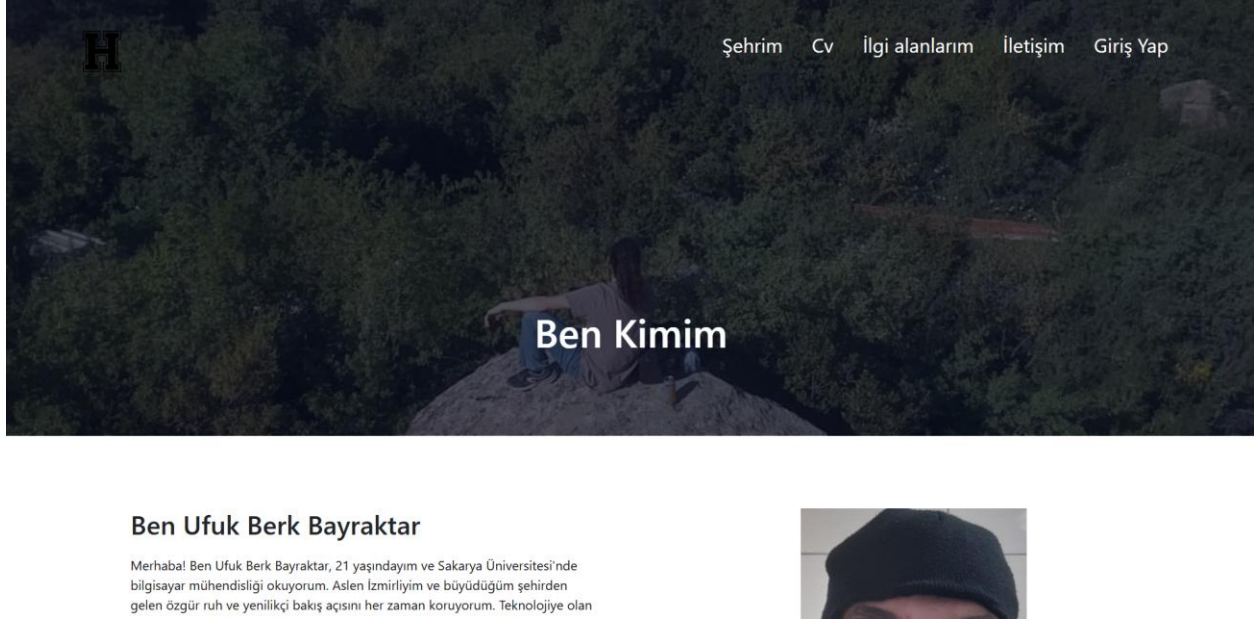 H
Şehrim Cv İlgi alanlarım İletişim Giriş Yap
Ben Kimim
Ben Ufuk Berk Bayraktar
Merhaba! Ben Ufuk Berk Bayraktar, 21 yaşındayım ve Sakarya Üniversitesi'nde
bilgisayar mühendisliği okuyorum. Aslen İzmirliyim ve büyüdüğüm şehirden
gelen özgür ruh ve yenilikçi bakış açısını her zaman koruyorum. Teknolojiye olan